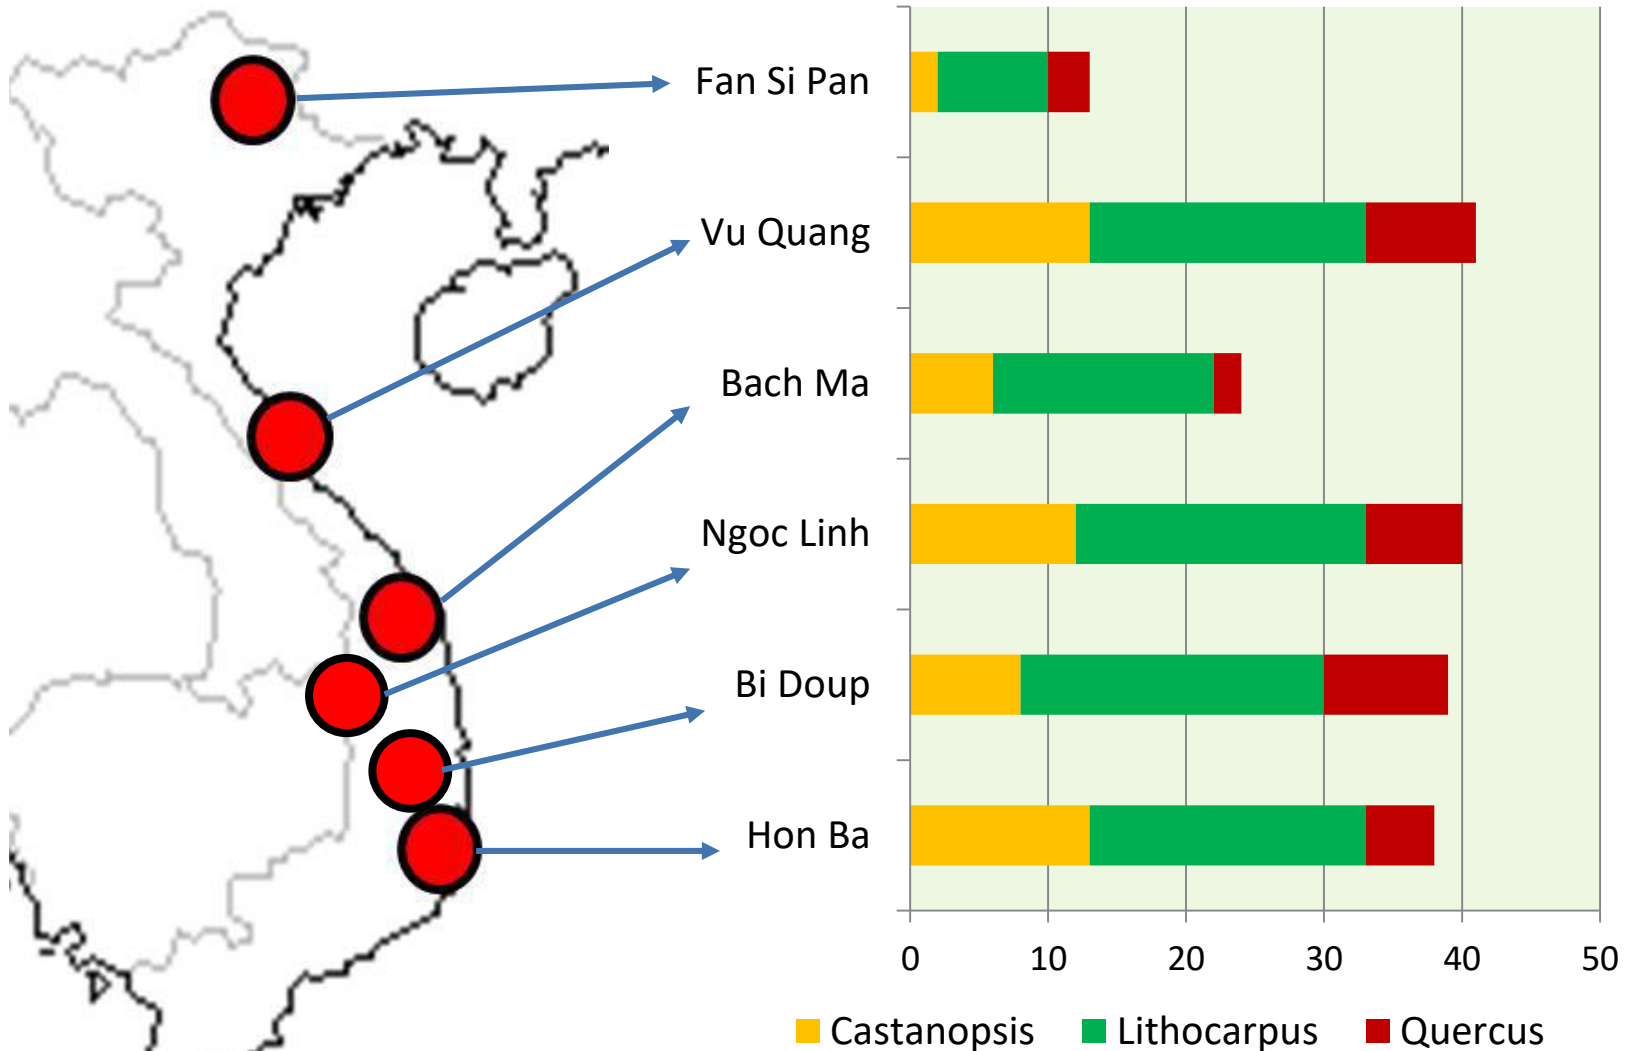 Fan Si Pan
Vu Quang
Bach Ma
Ngoc Linh
Bi Doup
Hon Ba
0 10 20 30 40 50
Castanopsis Lithocarpus Quercus